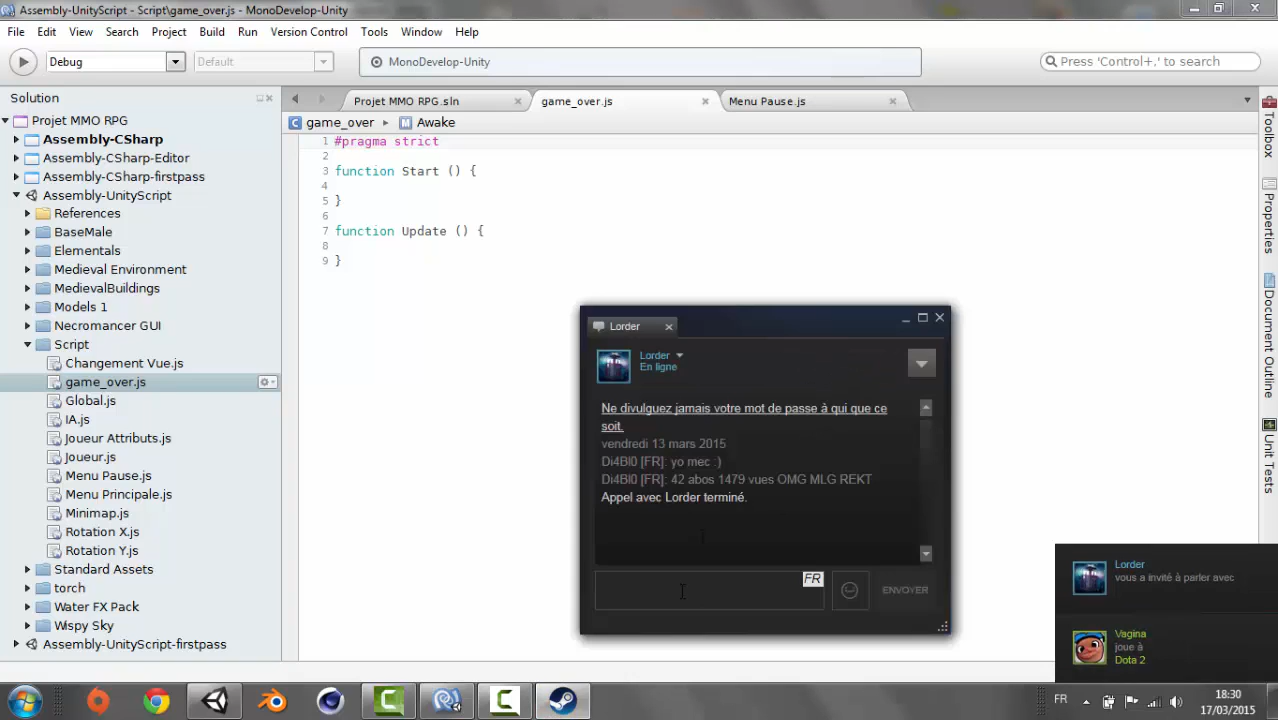 Assembly-UnityScript - Script\game_over.js - MonoDevelop-Unity
File Edit View Search Project Build Run Version Control Tools Window Help
Debug Default MonoDevelop-Unity Press 'Control+,' to search
Solution
Projet MMO RPG
Assembly-CSharp
Assembly-CSharp-Editor
Assembly-CSharp-firstpass
Assembly-UnityScript
References
BaseMale
Elementals
Medieval Environment
MedievalBuildings
Models 1
Necromancer GUI
Script
Changement Vue.js
game_over.js
Global.js
IA.js
Joueur Attributs.js
Joueur.js
Menu Pause.js
Menu Principale.js
Minimap.js
Rotation X.js
Rotation Y.js
Standard Assets
torch
Water FX Pack
Wispy Sky
Assembly-UnityScript-firstpass
Projet MMO RPG.sln game_over.js Menu Pause.js
C game_over M Awake
1 #pragma strict
2
3 function Start () {
4
5 }
6
7 function Update () {
8
9 }
Toolbox
Properties
Document Outline
Unit Tests
Lorder
Lorder
En ligne
Ne divulguez jamais votre mot de passe à qui que ce
soit.
vendredi 13 mars 2015
Di4Bl0 [FR]: yo mec :)
Di4Bl0 [FR]: 42 abos 1479 vues OMG MLG REKT
Appel avec Lorder terminé.
FR
ENVOYER
Lorder
vous a invité à parler avec
Vagina
joue à
Dota 2
FR
18:30
17/03/2015